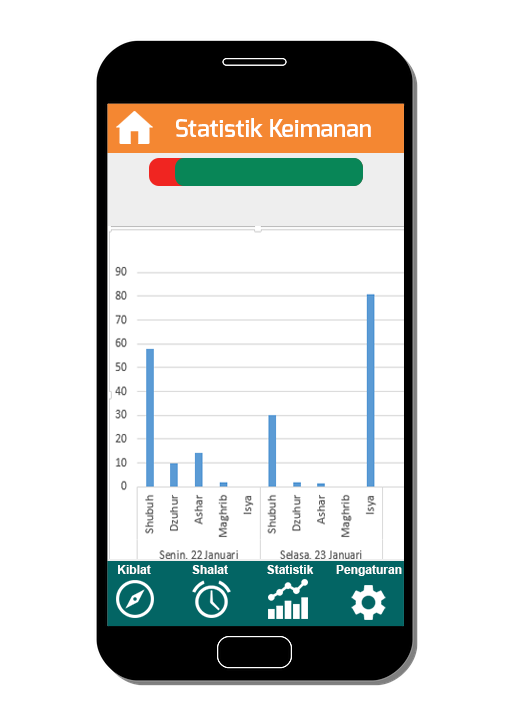 Statistik Keimanan
90
80
70
60
50
40
30
20
10
0
Shubuh
Dzuhur
Ashar
Maghrib
Isya
Shubuh
Dzuhur
Ashar
Maghrib
Isya
Senin, 22 Januari
Selasa, 23 Januari
Kiblat Shalat Statistik Pengaturan